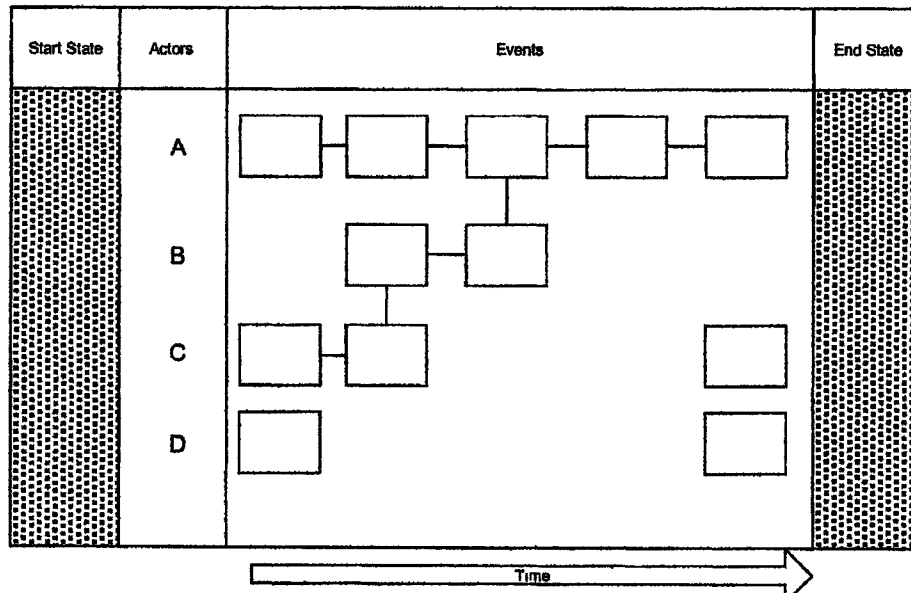 Start State
Actors
Events
End State
A
B
C
D
Time